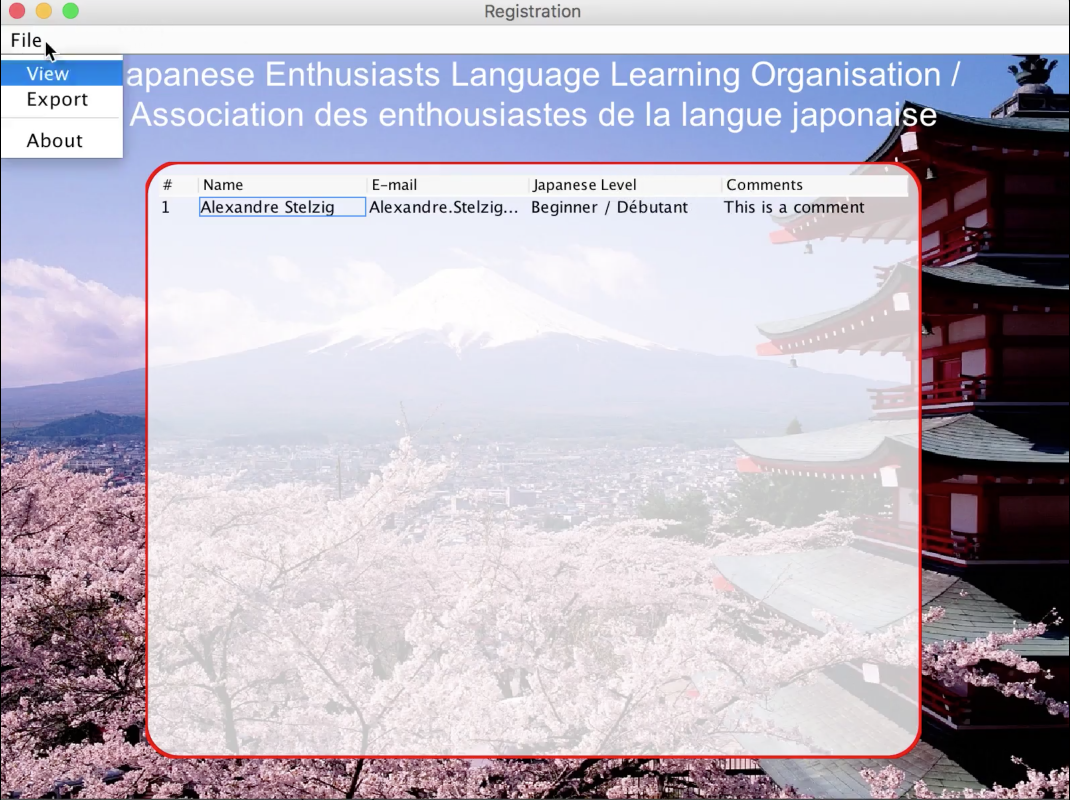 Registration
File
View
Export
About
apanese Enthusiasts Language Learning Organisation /
Association des enthousiastes de la langue japonaise
# Name E-mail Japanese Level Comments
1 Alexandre Stelzig Alexandre.Stelzig... Beginner / Débutant This is a comment